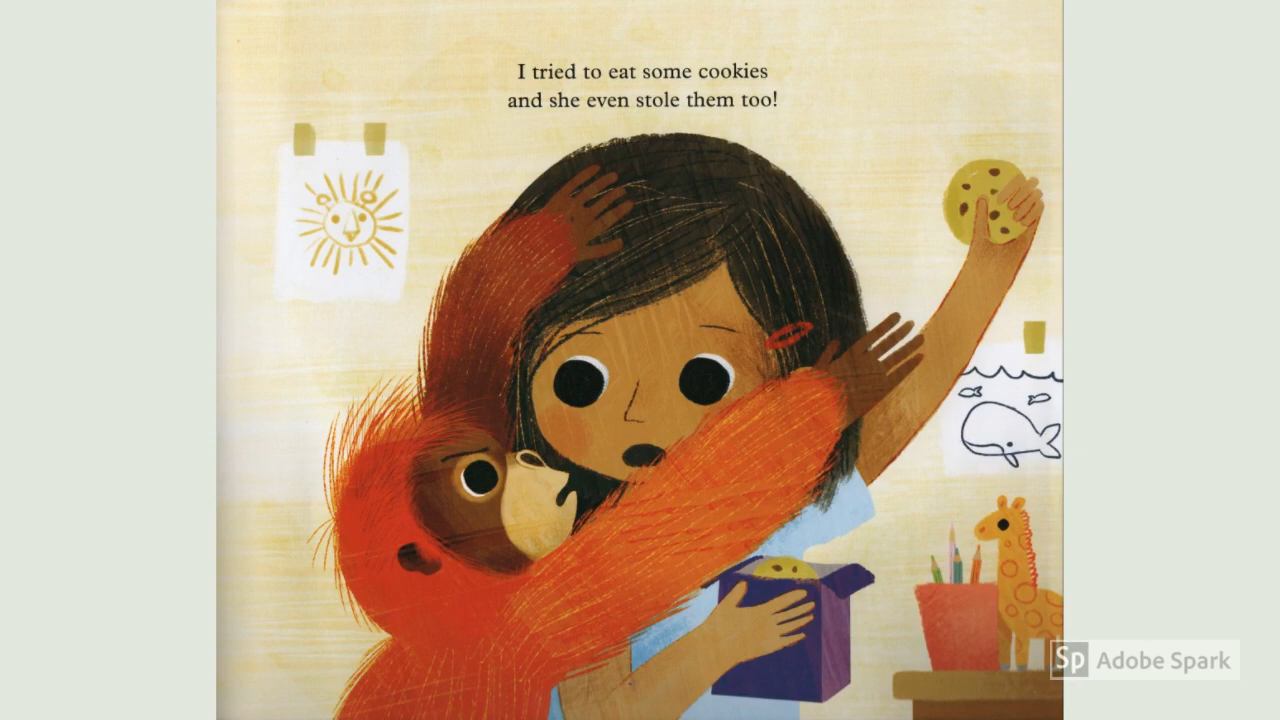 I tried to eat some cookies
and she even stole them too!
Sp Adobe Spark